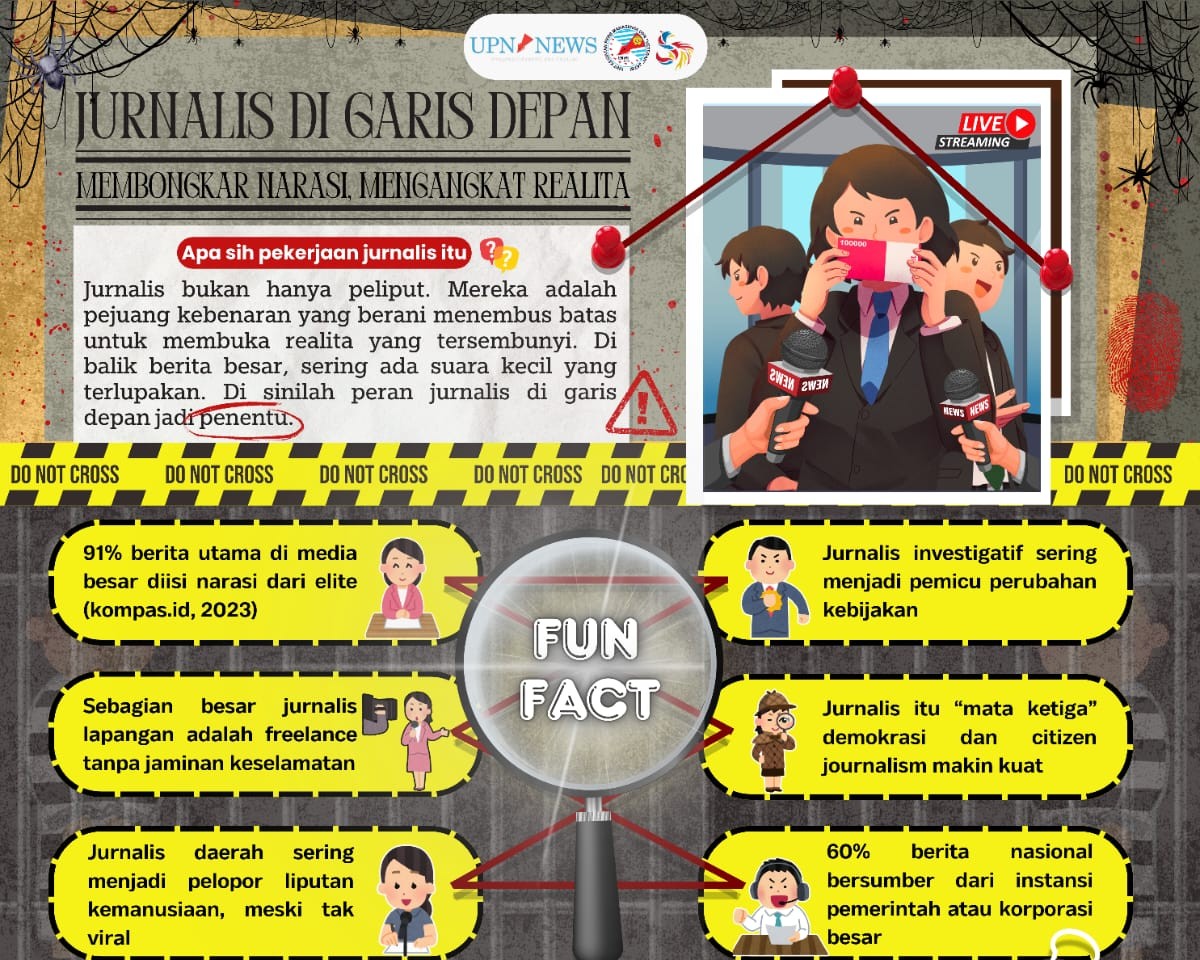 UPN NEWS
JURNALIS DI GARIS DEPAN
MEMBONGKAR NARASI, MENGANGKAT REALITA
Apa sih pekerjaan jurnalis itu
? ?
Jurnalis bukan hanya peliput. Mereka adalah
pejuang kebenaran yang berani menembus batas
untuk membuka realita yang tersembunyi. Di
balik berita besar, sering ada suara kecil yang
terlupakan. Di sinilah peran jurnalis di garis
depan jadi penentu.
!
LIVE
STREAMING
100000
NEWS NEWS
NEWS NEWS
DO NOT CROSS DO NOT CROSS DO NOT CROSS DO NOT CROSS DO NOT CRO DO NOT CROSS
91% berita utama di media
besar diisi narasi dari elite
(kompas.id, 2023)
Sebagian besar jurnalis
lapangan adalah freelance
tanpa jaminan keselamatan
Jurnalis daerah sering
menjadi pelopor liputan
kemanusiaan, meski tak
viral
FUN
FACT
Jurnalis investigatif sering
menjadi pemicu perubahan
kebijakan
Jurnalis itu “mata ketiga”
demokrasi dan citizen
journalism makin kuat
60% berita nasional
bersumber dari instansi
pemerintah atau korporasi
besar